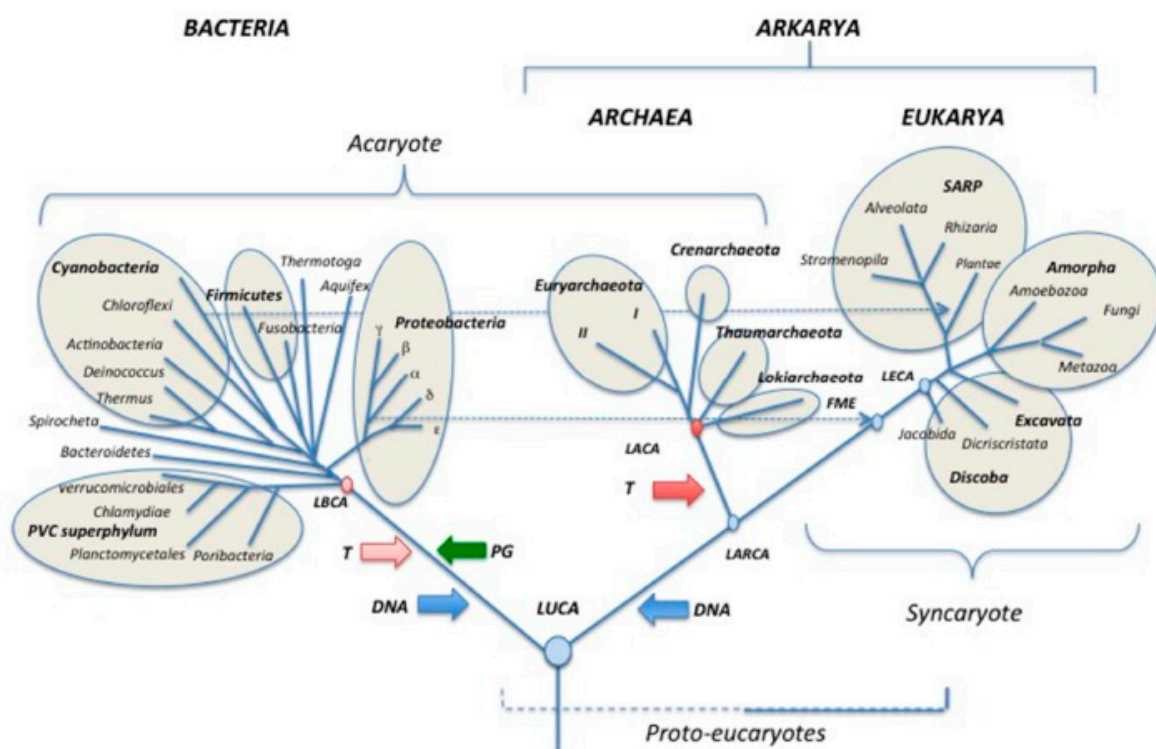 BACTERIA
ARKARYA
ARCHAEA
EUKARYA
Acaryote
SARP
Alveolata
Rhizaria
Stramenopila
Plantae
Amorpha
Amoebozoa
Fungi
Metazoa
Crenarchaeota
Euryarchaeota
I
II
Thaumarchaeota
Lokiarchaeota
FME
LECA
Excavata
Jacobida
Dicriscristata
Discoba
Cyanobacteria
Chloroflexi
Actinobacteria
Deinococcus
Thermus
Spirocheta
Bacteroidetes
Firmicutes
Fusobacteria
Thermotoga
Aquifex
Proteobacteria
γ
β
α
δ
ε
verrucomicrobiales
Chlamydiae
PVC superphylum
Planctomycetales
Poribacteria
LBCA
LACA
T
LARCA
T
PG
DNA
LUCA
DNA
Syncaryote
Proto-eucaryotes